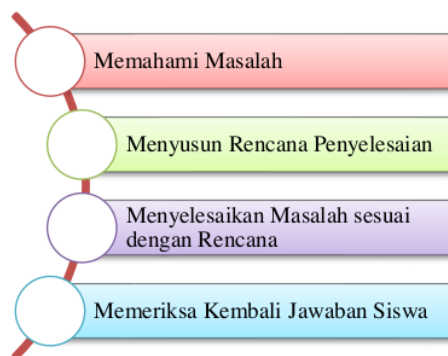 Memahami Masalah
Menyusun Rencana Penyelesaian
Menyelesaikan Masalah sesuai
dengan Rencana
Memeriksa Kembali Jawaban Siswa